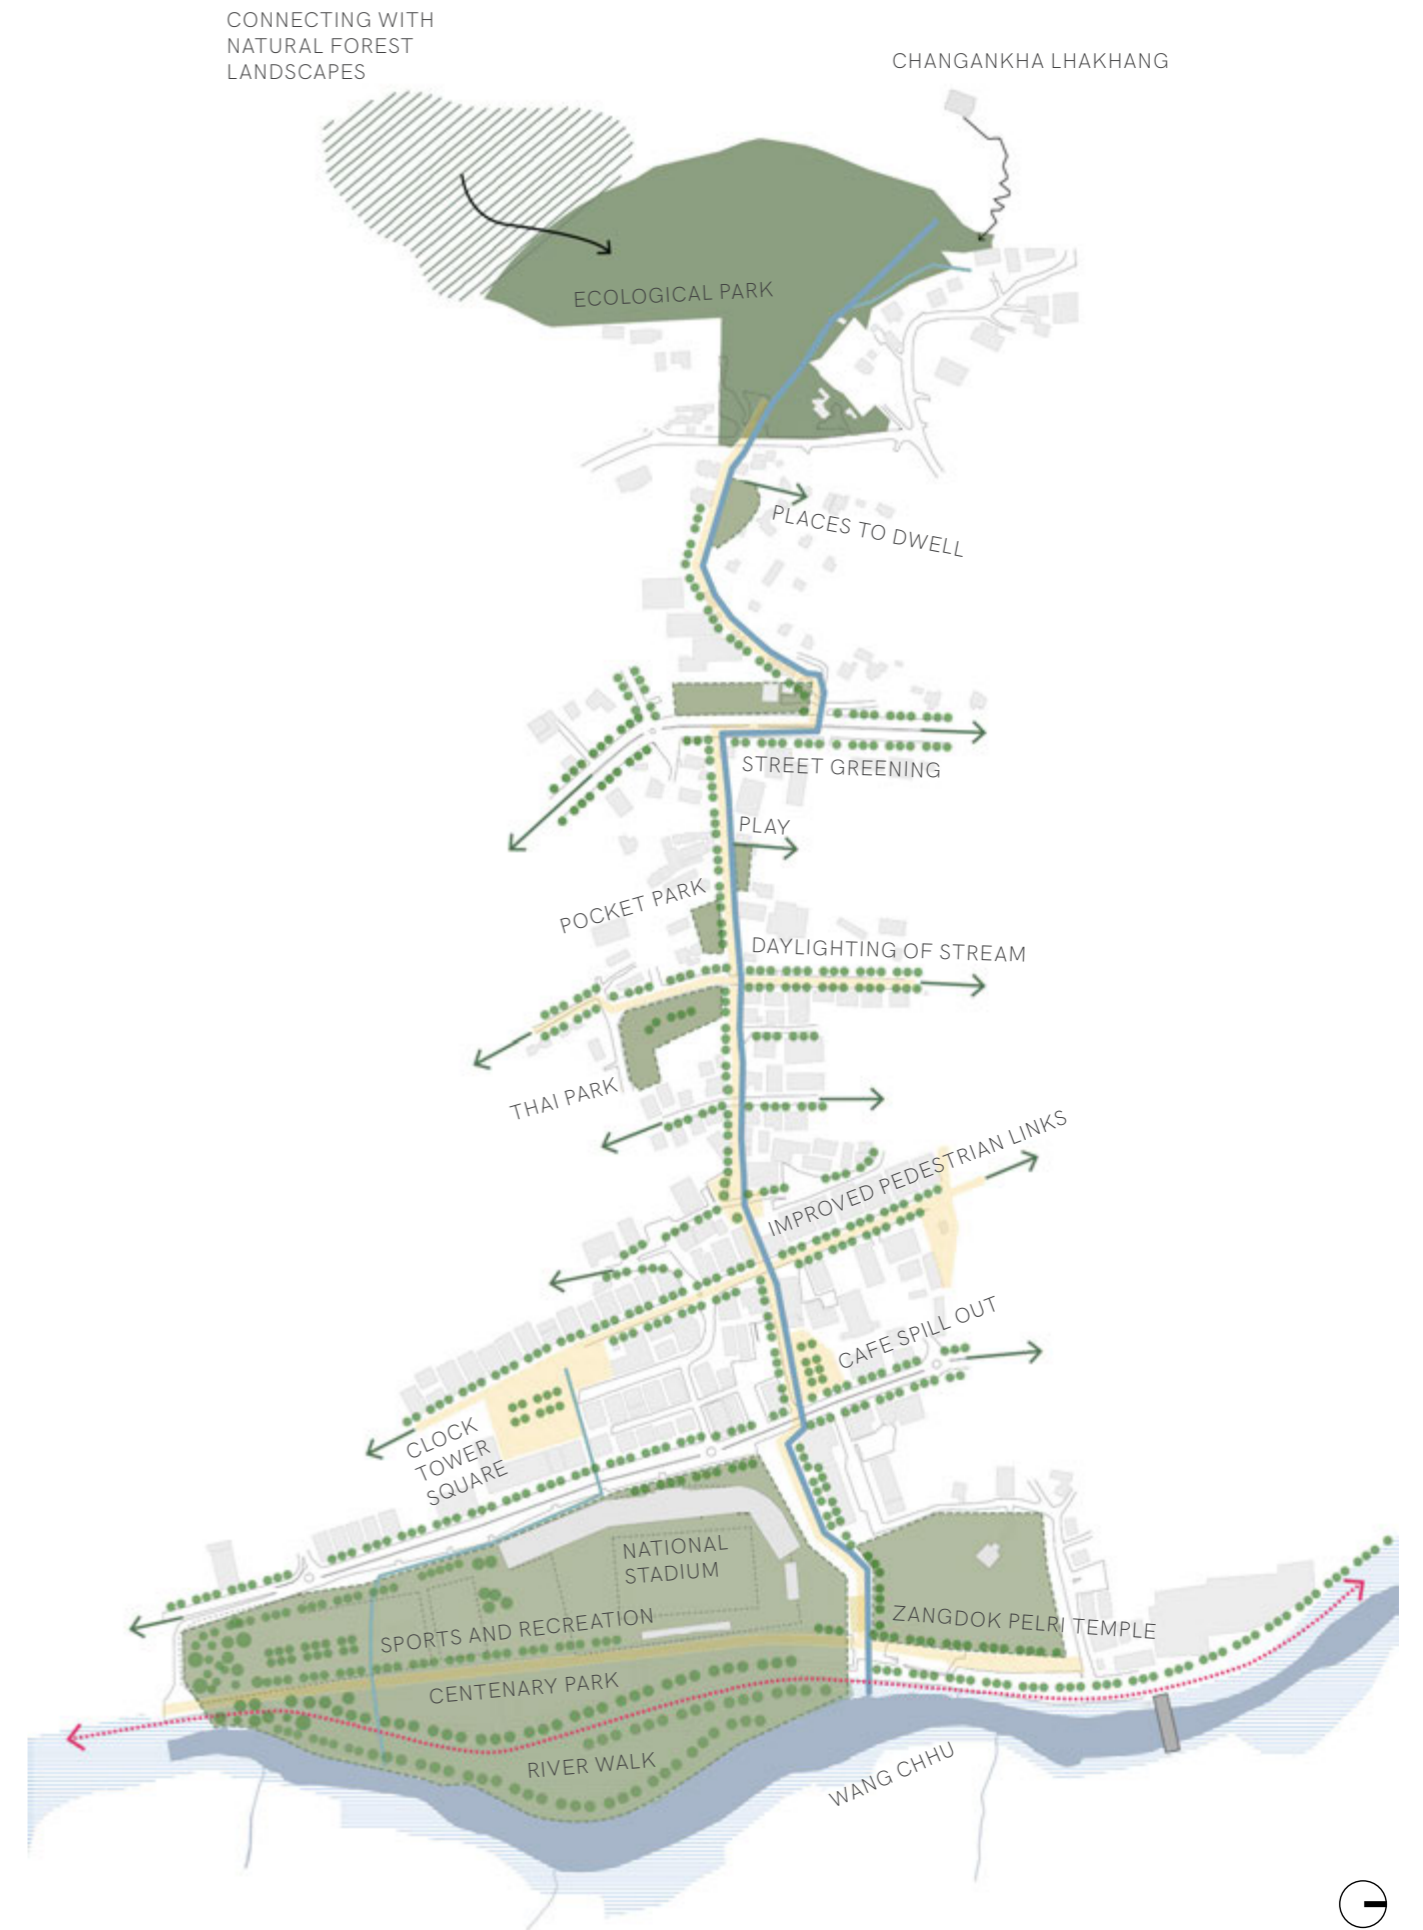 CONNECTING WITH
NATURAL FOREST
LANDSCAPES
CHANGANKHA LHAKHANG
ECOLOGICAL PARK
PLACES TO DWELL
STREET GREENING
PLAY
POCKET PARK
DAYLIGHTING OF STREAM
THAI PARK
IMPROVED PEDESTRIAN LINKS
CAFE SPILL OUT
CLOCK
TOWER
SQUARE
NATIONAL
STADIUM
SPORTS AND RECREATION
ZANGDOK PELRI TEMPLE
CENTENARY PARK
RIVER WALK
WANG CHHU